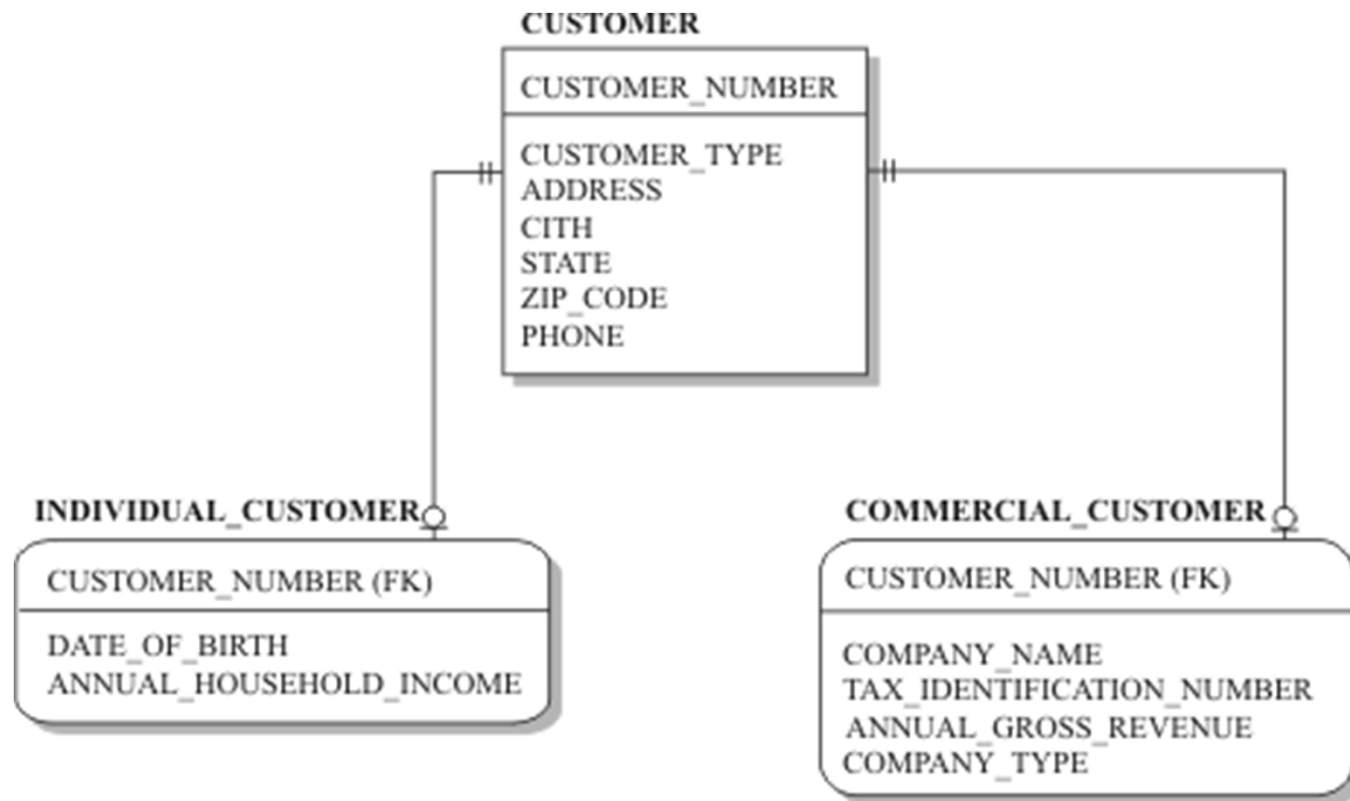 CUSTOMER
CUSTOMER_NUMBER
CUSTOMER_TYPE
ADDRESS
CITH
STATE
ZIP_CODE
PHONE
INDIVIDUAL_CUSTOMER
CUSTOMER_NUMBER (FK)
DATE_OF_BIRTH
ANNUAL_HOUSEHOLD_INCOME
COMMERCIAL_CUSTOMER
CUSTOMER_NUMBER (FK)
COMPANY_NAME
TAX_IDENTIFICATION_NUMBER
ANNUAL_GROSS_REVENUE
COMPANY_TYPE